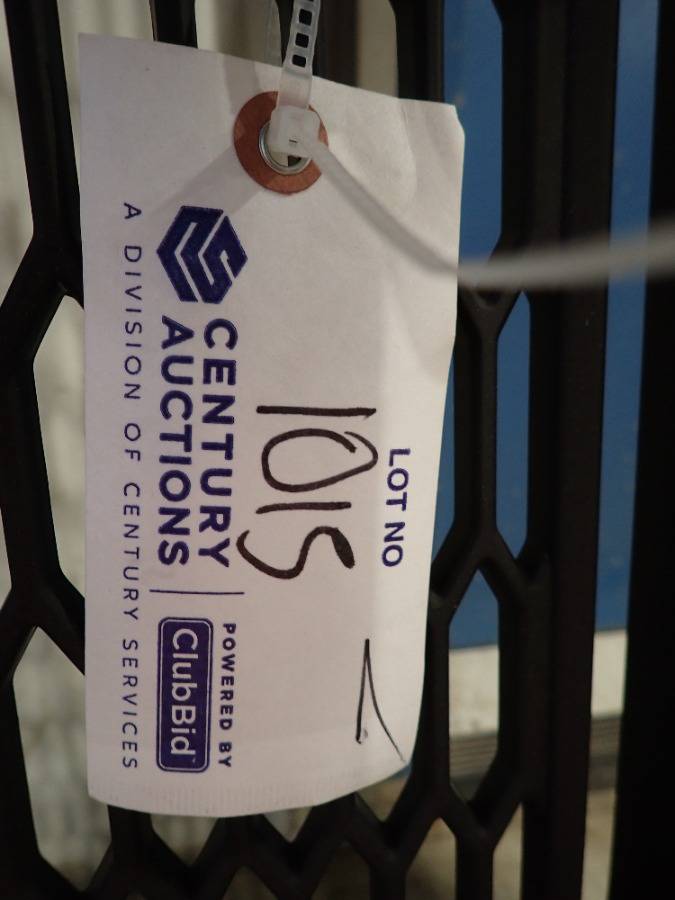 LOT NO
1015
CENTURY
AUCTIONS
POWERED BY
ClubBid
A DIVISION OF CENTURY SERVICES